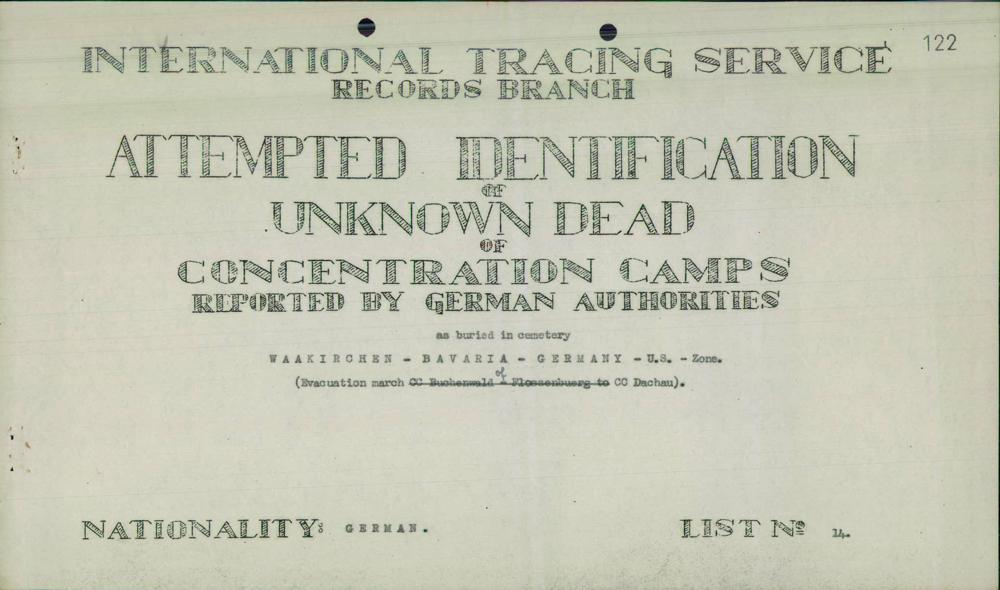 122
INTERNATIONAL TRACING SERVICE
RECORDS BRANCH
ATTEMPTED IDENTIFICATION
OF
UNKNOWN DEAD
OF
CONCENTRATION CAMPS
REPORTED BY GERMAN AUTHORITIES
as buried in cemetery
WAAKIRCHEN - BAVARIA - GERMANY - U.S. - Zone.
of
(Evacuation march CC Buchenwald - Flossenbuerg to CC Dachau).
NATIONALITY: GERMAN. LIST Nº 14.